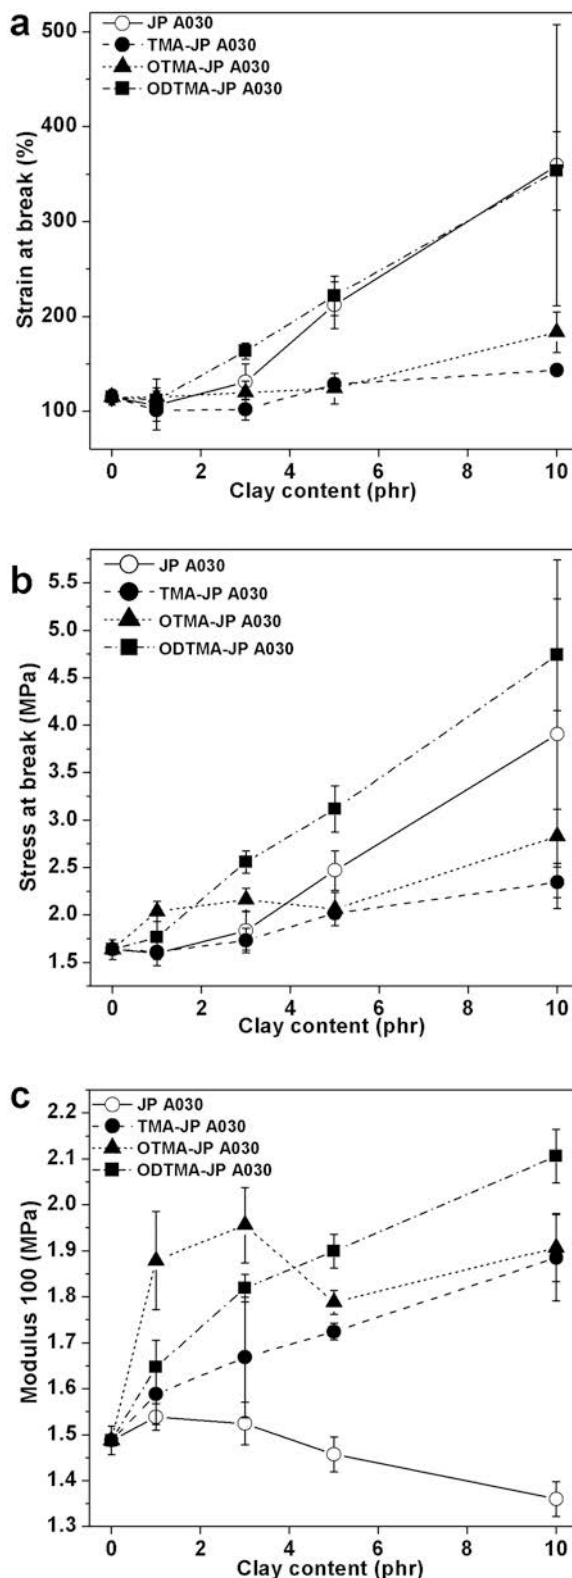 a
JP A030
TMA-JP A030
OTMA-JP A030
ODTMA-JP A030
500
400
300
200
100
Strain at break (%)
0 2 4 6 8 10
Clay content (phr)
b
JP A030
TMA-JP A030
OTMA-JP A030
ODTMA-JP A030
5.5
5.0
4.5
4.0
3.5
3.0
2.5
2.0
1.5
Stress at break (MPa)
0 2 4 6 8 10
Clay content (phr)
c
JP A030
TMA-JP A030
OTMA-JP A030
ODTMA-JP A030
2.2
2.1
2.0
1.9
1.8
1.7
1.6
1.5
1.4
1.3
Modulus 100 (MPa)
0 2 4 6 8 10
Clay content (phr)